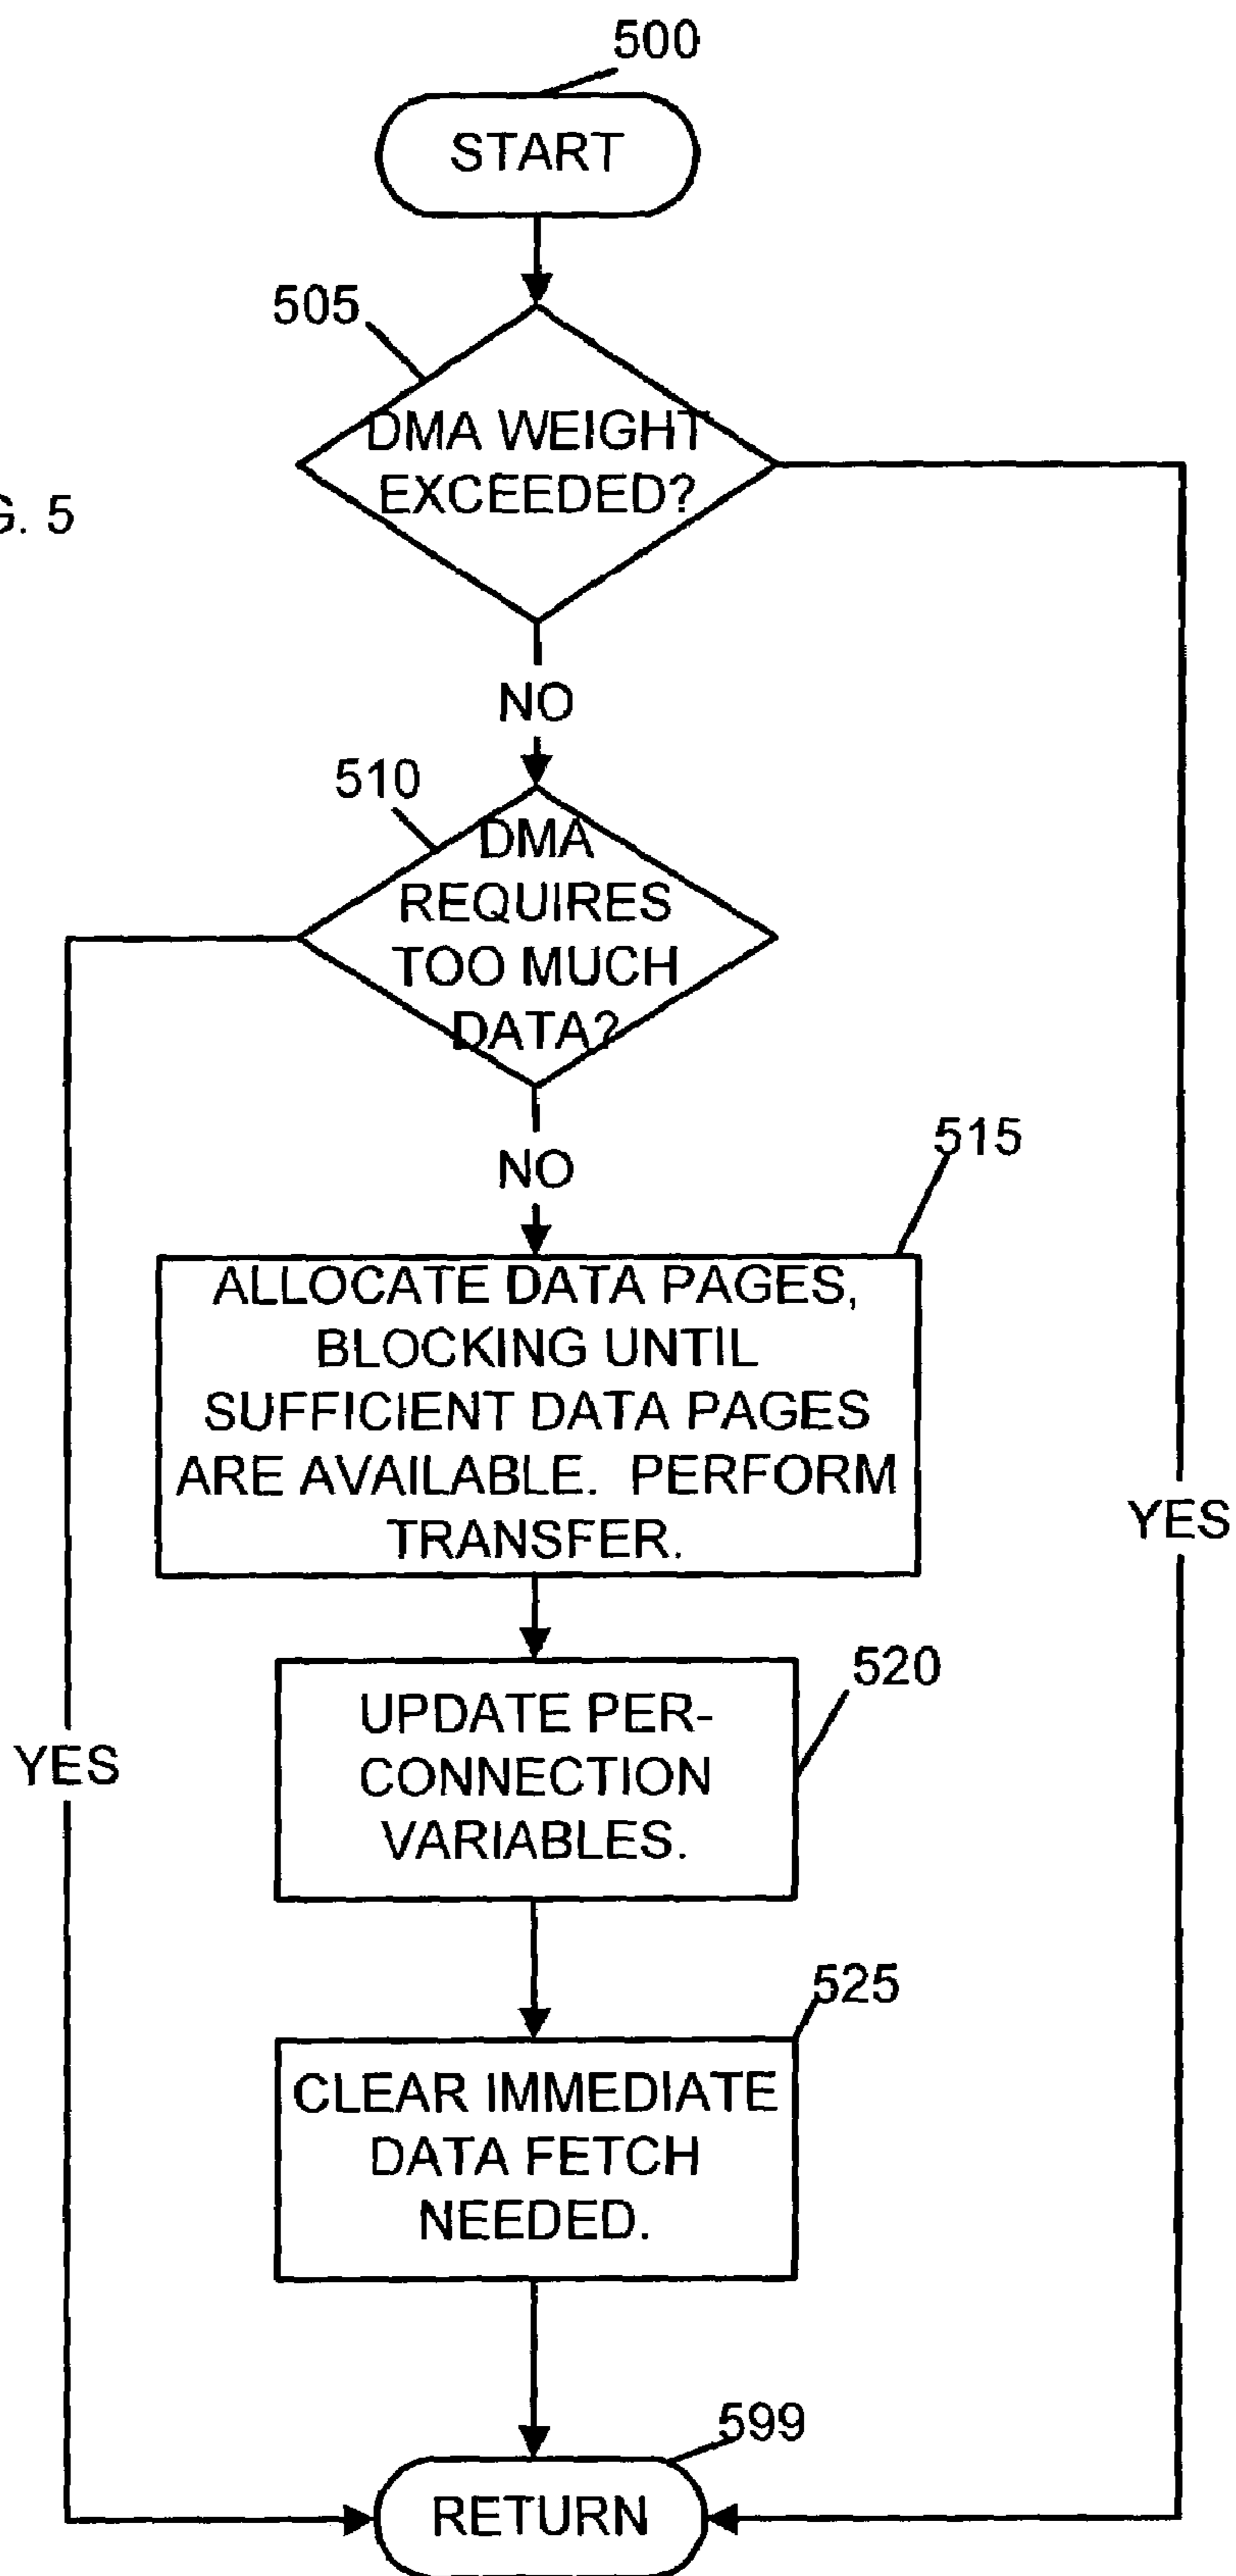 500
START
505
DMA WEIGHT
EXCEEDED?
G. 5
NO
510
DMA
REQUIRES
TOO MUCH
DATA?
NO
515
ALLOCATE DATA PAGES,
BLOCKING UNTIL
SUFFICIENT DATA PAGES
ARE AVAILABLE. PERFORM
TRANSFER.
YES
520
UPDATE PER-
CONNECTION
VARIABLES.
YES
525
CLEAR IMMEDIATE
DATA FETCH
NEEDED.
599
RETURN